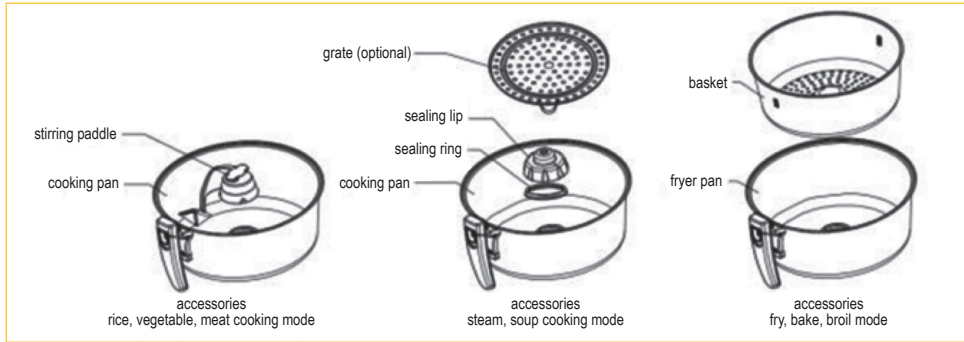 stirring paddle
cooking pan
accessories
rice, vegetable, meat cooking mode
grate (optional)
sealing lip
sealing ring
cooking pan
accessories
steam, soup cooking mode
basket
fryer pan
accessories
fry, bake, broil mode